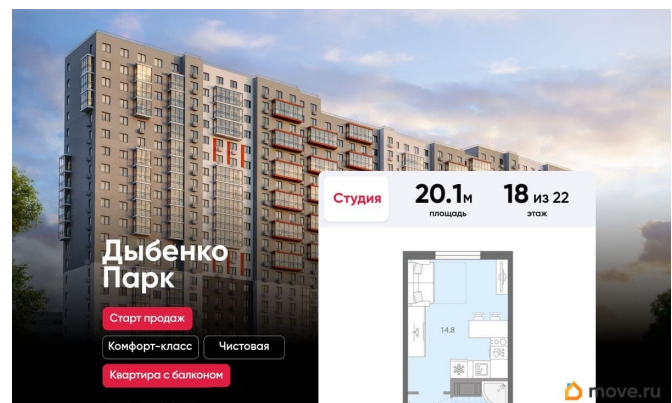 Студия
20.1м
площадь
18 из 22
этаж
Дыбенко
Парк
Старт продаж
Комфорт-класс
Чистовая
Квартира с балконом
14.8
move.ru